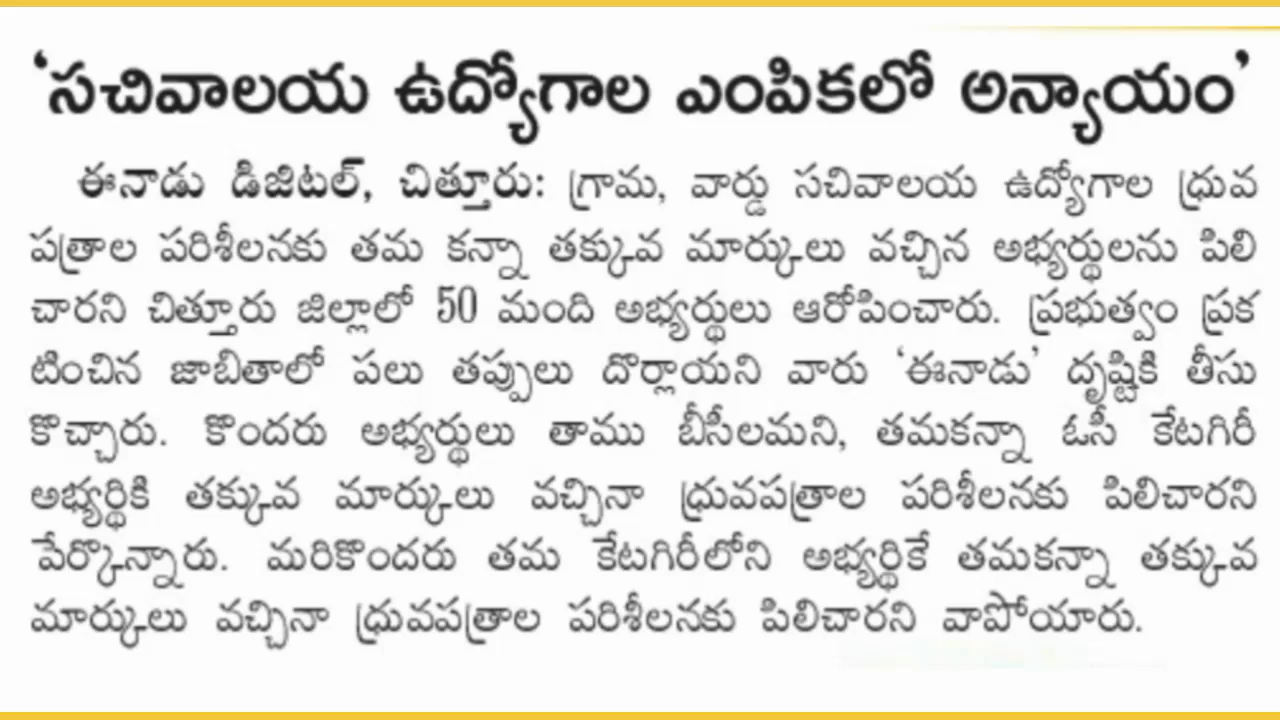 ‘సచివాలయ ఉద్యోగాల ఎంపికలో అన్యాయం’
ఈనాడు డిజిటల్, చిత్తూరు: గ్రామ, వార్డు సచివాలయ ఉద్యోగాల ధ్రువ
పత్రాల పరిశీలనకు తమ కన్నా తక్కువ మార్కులు వచ్చిన అభ్యర్థులను పిలి
చారని చిత్తూరు జిల్లాలో 50 మంది అభ్యర్థులు ఆరోపించారు. ప్రభుత్వం ప్రక
టించిన జాబితాలో పలు తప్పులు దొర్లాయని వారు ‘ఈనాడు’ దృష్టికి తీసు
కొచ్చారు. కొందరు అభ్యర్థులు తాము బీసీలమని, తమకన్నా ఓసీ కేటగిరీ
అభ్యర్థికి తక్కువ మార్కులు వచ్చినా ధ్రువపత్రాల పరిశీలనకు పిలిచారని
పేర్కొన్నారు. మరికొందరు తమ కేటగిరీలోని అభ్యర్థికే తమకన్నా తక్కువ
మార్కులు వచ్చినా ధ్రువపత్రాల పరిశీలనకు పిలిచారని వాపోయారు.